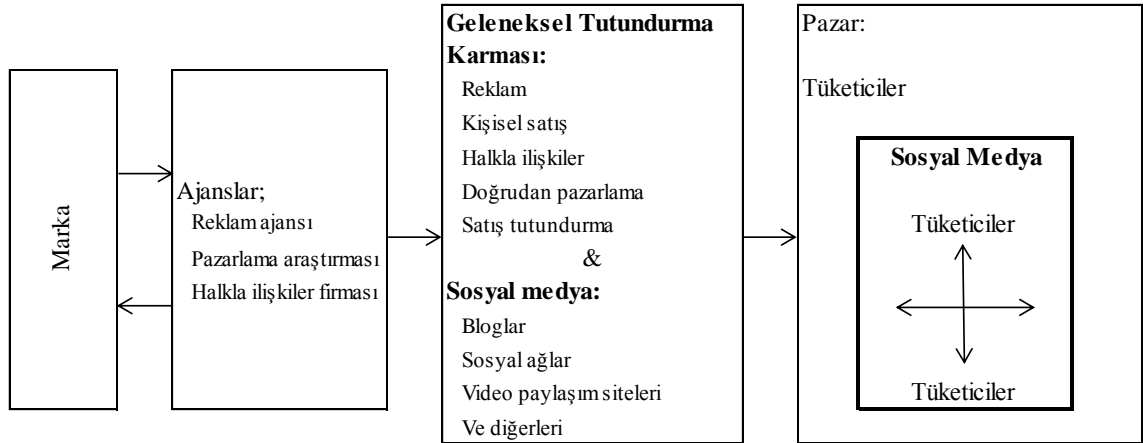 Marka
Ajanslar;
Reklam ajansı
Pazarlama araştırması
Halkla ilişkiler firması
Geleneksel Tutundurma
Karması:
Reklam
Kişisel satış
Halkla ilişkiler
Doğrudan pazarlama
Satış tutundurma
&
Sosyal medya:
Bloglar
Sosyal ağlar
Video paylaşım siteleri
Ve diğerleri
Pazar:
Tüketiciler
Sosyal Medya
Tüketiciler
Tüketiciler